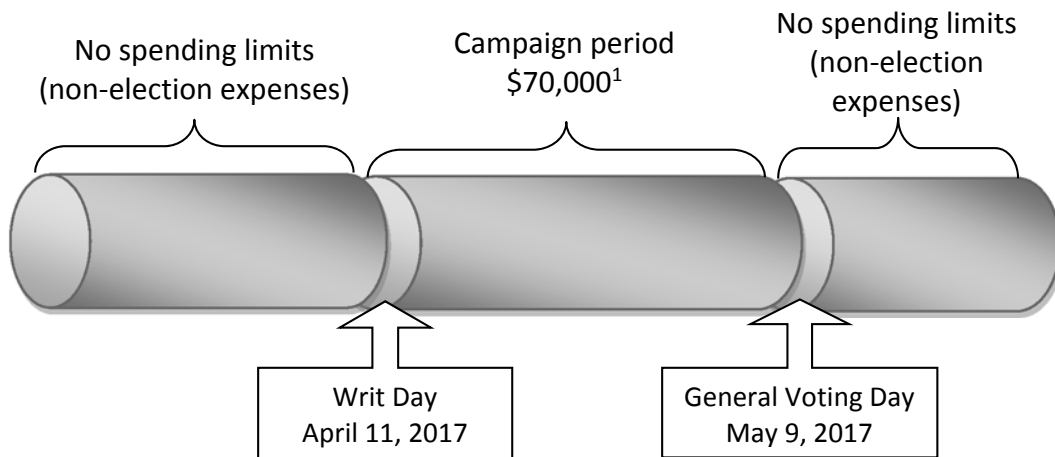 No spending limits
(non-election expenses)
Campaign period
$70,000¹
No spending limits
(non-election
expenses)
Writ Day
April 11, 2017
General Voting Day
May 9, 2017